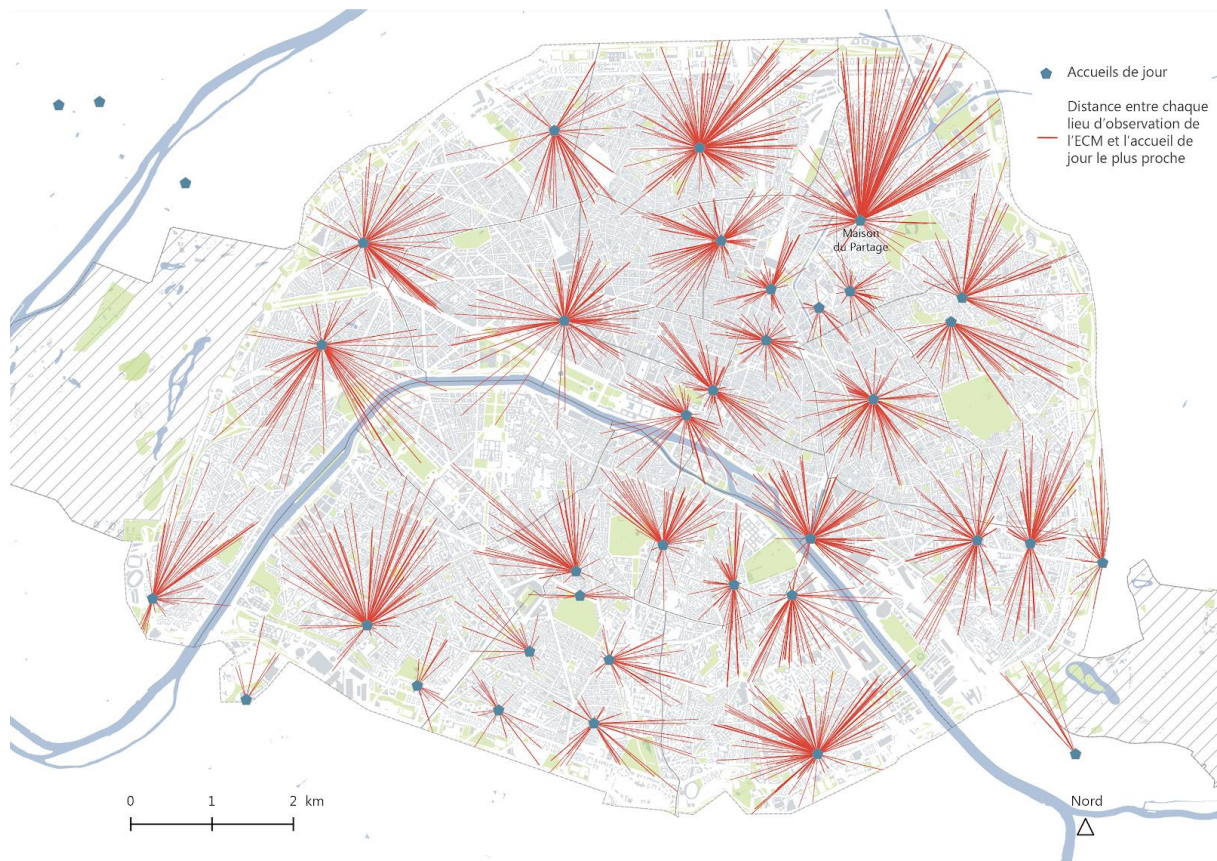 Accueils de jour
Distance entre chaque
lieu d'observation de
l'ECM et l'accueil de
jour le plus proche
Maison
du Partage
0 1 2 km
Nord